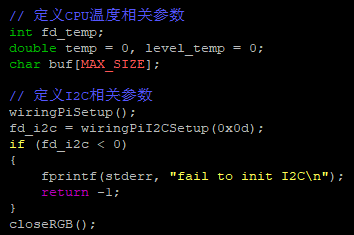 // 定义CPU温度相关参数
int fd_temp;
double temp = 0, level_temp = 0;
char buf[MAX_SIZE];

// 定义I2C相关参数
wiringPiSetup();
fd_i2c = wiringPiI2CSetup(0x0d);
if (fd_i2c < 0)
{
    fprintf(stderr, "fail to init I2C\n");
    return -1;
}
closeRGB();